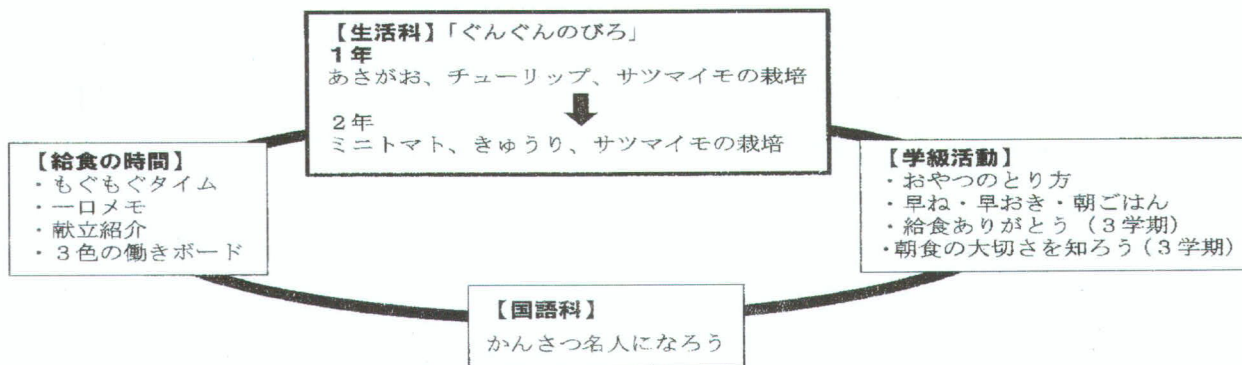 【生活科】「ぐんぐんのびろ」
1年
あさがお、チューリップ、サツマイモの栽培
2年
ミニトマト、きゅうり、サツマイモの栽培
【給食の時間】
・もぐもぐタイム
・一口メモ
・献立紹介
・3色の働きボード
【学級活動】
・おやつのとり方
・早ね・早おき・朝ごはん
・給食ありがとう（3学期）
・朝食の大切さを知ろう（3学期）
【国語科】
かんさつ名人になろう